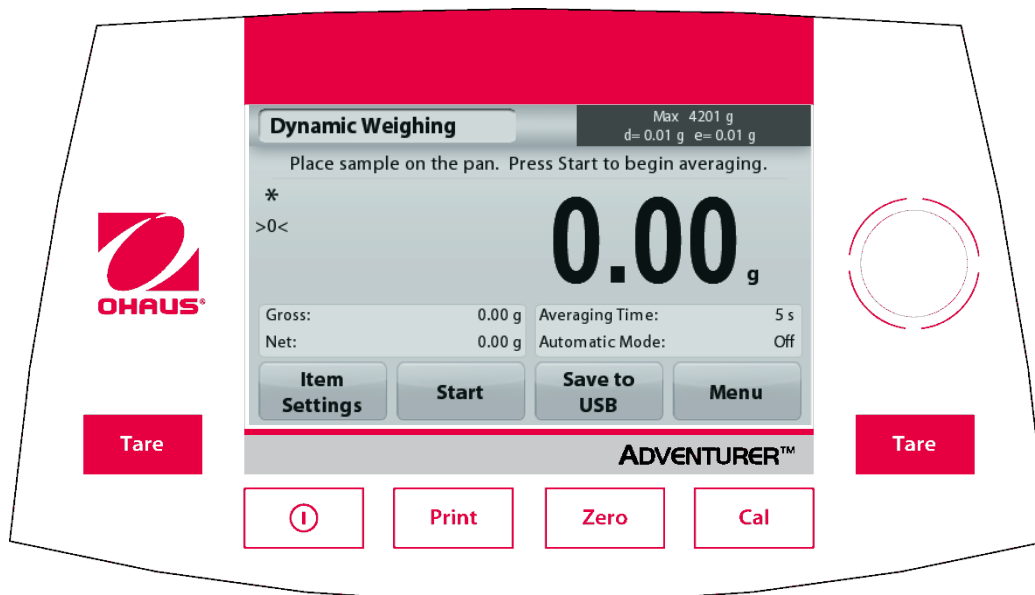 Dynamic Weighing
Max 4201 g
d= 0.01 g e= 0.01 g
Place sample on the pan. Press Start to begin averaging.
*
>0<
0.00 g
OHAUS®
Gross: 0.00 g Averaging Time: 5 s
Net: 0.00 g Automatic Mode: Off
Item
Settings
Start
Save to
USB
Menu
Tare
ADVENTURER™
Tare
Print
Zero
Cal